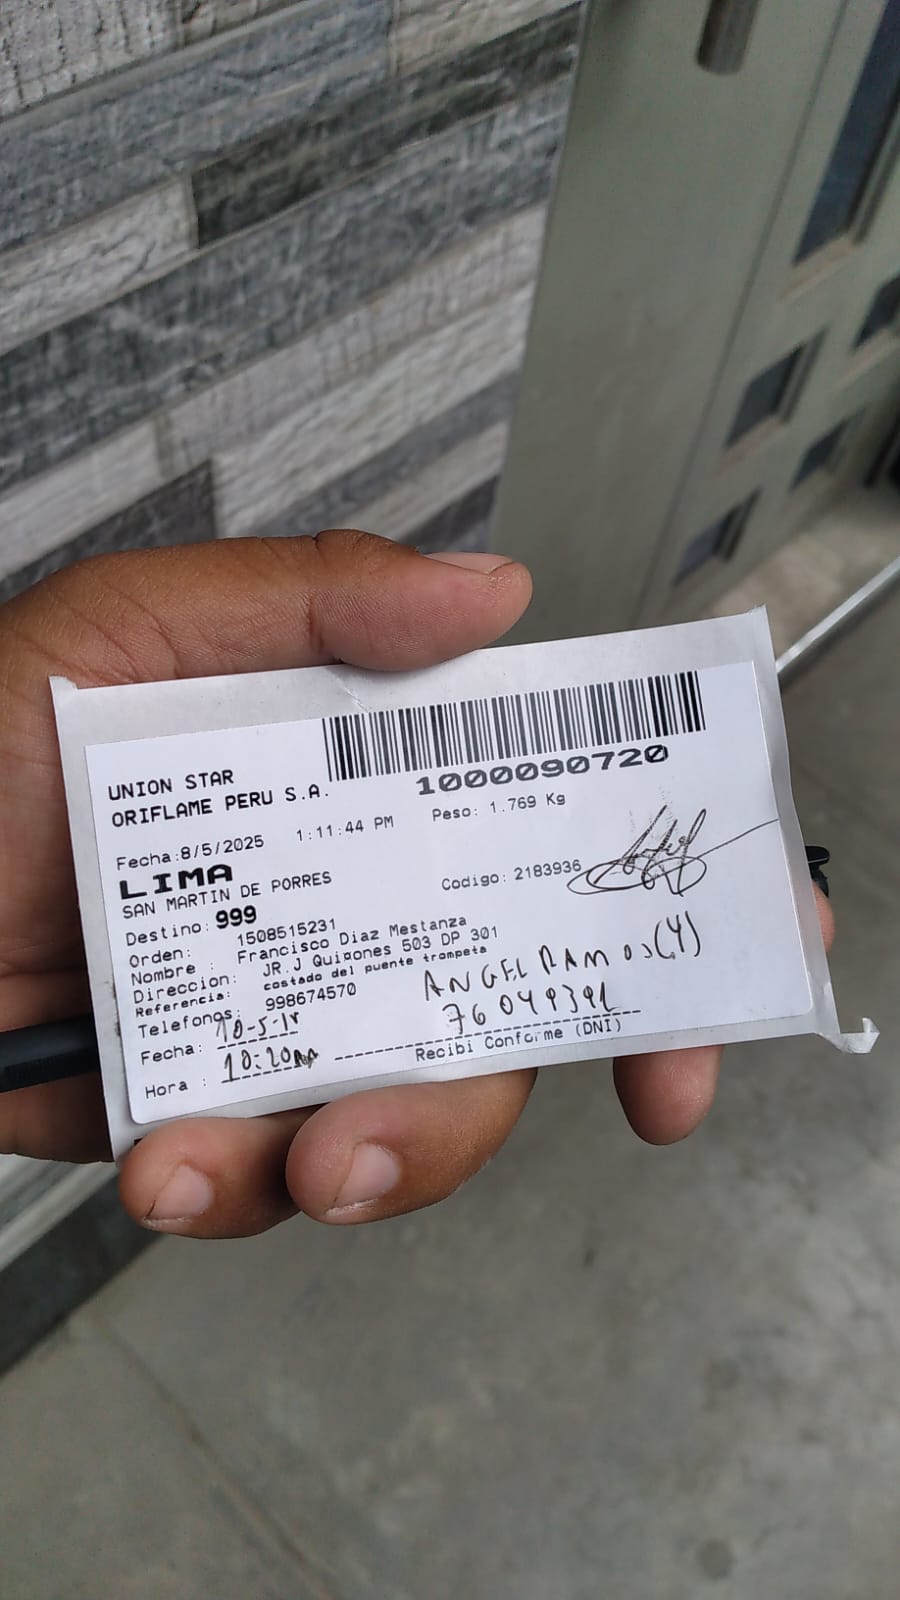 UNION STAR
ORIFLAME PERU S.A.
1000090720
Fecha:8/5/2025 1:11:44 PM Peso: 1.769 Kg
LIMA
SAN MARTIN DE PORRES
Codigo: 2183936
Destino: 999
Orden: 1508515231
Nombre : Francisco Diaz Mestanza
Direccion: JR.J Quiñones 503 DP 301
Referencia: costado del puente trompeta
Telefonos: 998674570
ANGEL RAMOS(4)
76049391
Fecha: 10-5-
Hora : 10:20
Recibi Conforme (DNI)